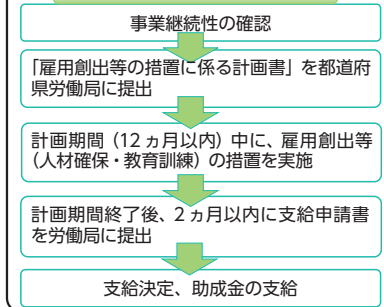 事業継続性の確認
「雇用創出等の措置に係る計画書」を都道府
県労働局に提出
計画期間（12ヵ月以内）中に、雇用創出等
（人材確保・教育訓練）の措置を実施
計画期間終了後、2ヵ月以内に支給申請書
を労働局に提出
支給決定、助成金の支給